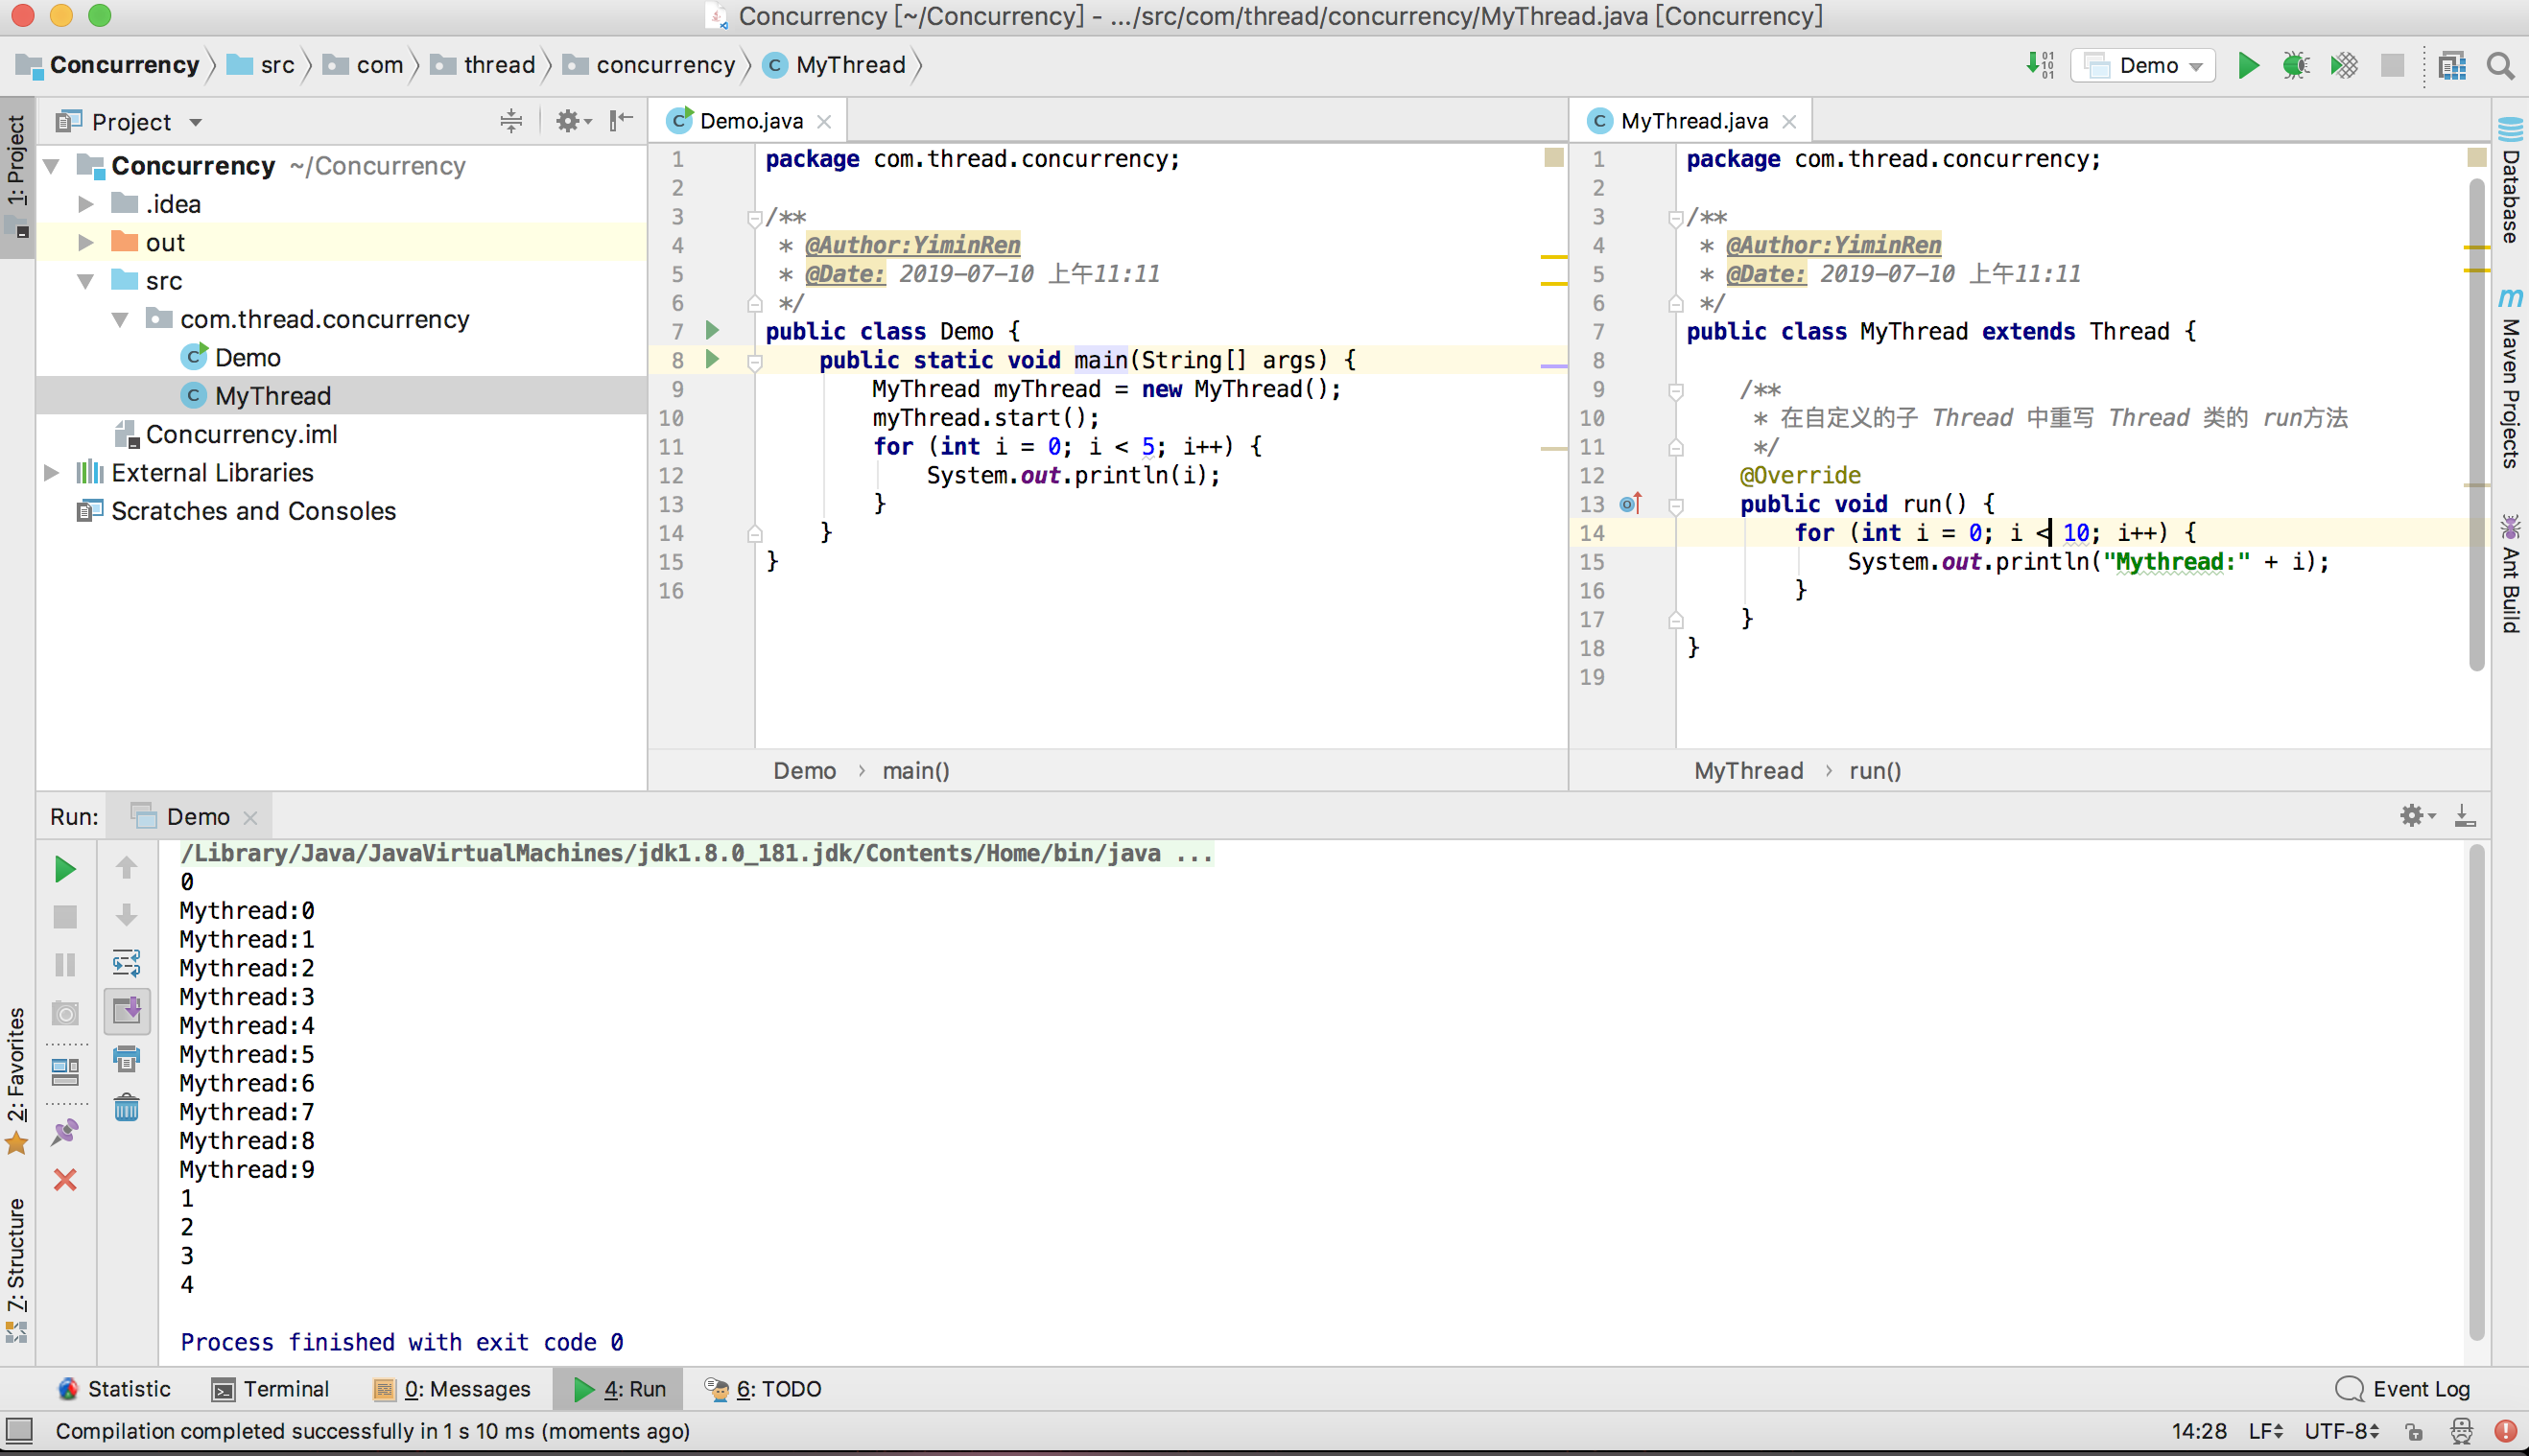 Concurrency [~/Concurrency] - .../src/com/thread/concurrency/MyThread.java [Concurrency]
Concurrency src com thread concurrency MyThread
Demo
1: Project
Project
Concurrency ~/Concurrency
.idea
out
src
com.thread.concurrency
Demo
MyThread
Concurrency.iml
External Libraries
Scratches and Consoles
Demo.java
1 package com.thread.concurrency;
2
3 /**
4  * @Author:YiminRen
5  * @Date: 2019-07-10 上午11:11
6  */
7 public class Demo {
8     public static void main(String[] args) {
9         MyThread myThread = new MyThread();
10         myThread.start();
11         for (int i = 0; i < 5; i++) {
12             System.out.println(i);
13         }
14     }
15 }
16
Demo › main()
MyThread.java
1 package com.thread.concurrency;
2
3 /**
4  * @Author:YiminRen
5  * @Date: 2019-07-10 上午11:11
6  */
7 public class MyThread extends Thread {
8
9     /**
10      * 在自定义的子 Thread 中重写 Thread 类的 run方法
11      */
12     @Override
13     public void run() {
14         for (int i = 0; i < 10; i++) {
15             System.out.println("Mythread:" + i);
16         }
17     }
18 }
19
MyThread › run()
Database
Maven Projects
Ant Build
Run: Demo
/Library/Java/JavaVirtualMachines/jdk1.8.0_181.jdk/Contents/Home/bin/java ...
0
Mythread:0
Mythread:1
Mythread:2
Mythread:3
Mythread:4
Mythread:5
Mythread:6
Mythread:7
Mythread:8
Mythread:9
1
2
3
4
Process finished with exit code 0
2: Favorites
7: Structure
Statistic Terminal 0: Messages 4: Run 6: TODO Event Log
Compilation completed successfully in 1 s 10 ms (moments ago) 14:28 LF UTF-8